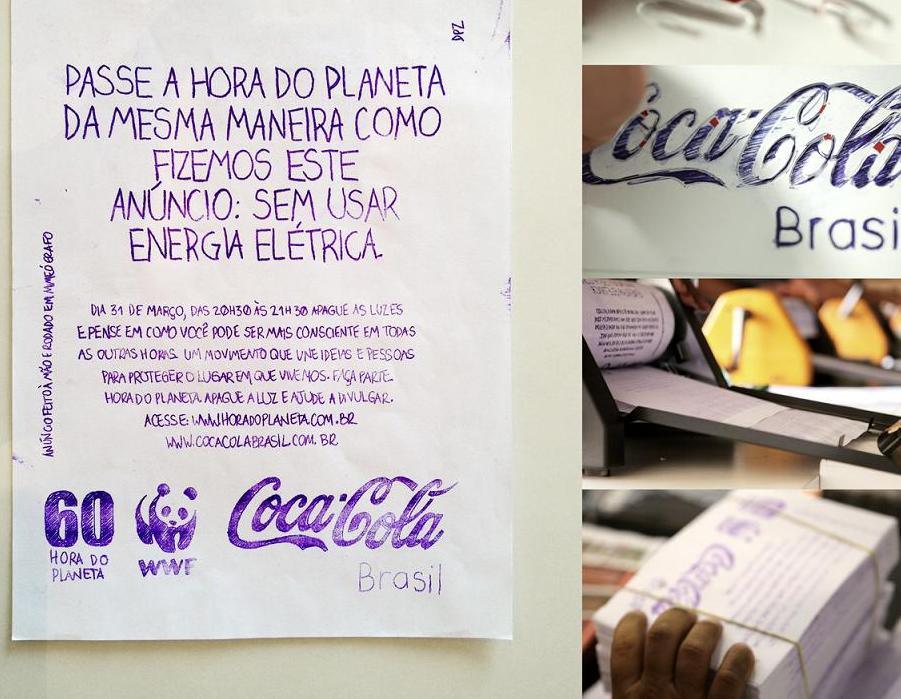 DPZ
PASSE A HORA DO PLANETA
DA MESMA MANEIRA COMO
FIZEMOS ESTE
ANÚNCIO: SEM USAR
ENERGIA ELÉTRICA.
DIA 31 DE MARÇO, DAS 20H30 ÀS 21H30 APAGUE AS LUZES
E PENSE EM COMO VOCÊ PODE SER MAIS CONSCIENTE EM TODAS
AS OUTRAS HORAS. UM MOVIMENTO QUE UNE IDEIAS E PESSOAS
PARA PROTEGER O LUGAR EM QUE VIVEMOS. FAÇA PARTE.
HORA DO PLANETA. APAGUE A LUZ E AJUDE A DIVULGAR.
ACESSE: WWW.HORADOPLANETA.COM.BR
WWW.COCACOLABRASIL.COM.BR
ANÚNCIO FEITO À MÃO E RODADO EM MIMEÓGRAFO
60
HORA DO
PLANETA
WWF
Coca-Cola
Brasil
Coca-Cola
Brasi